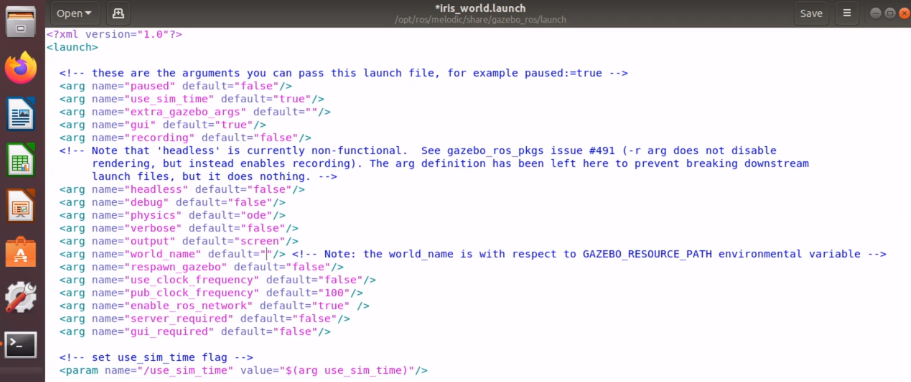 Open
*iris_world.launch
/opt/ros/melodic/share/gazebo_ros/launch
Save
<?xml version="1.0"?>
<launch>
<!-- these are the arguments you can pass this launch file, for example paused:=true -->
<arg name="paused" default="false"/>
<arg name="use_sim_time" default="true"/>
<arg name="extra_gazebo_args" default=""/>
<arg name="gui" default="true"/>
<arg name="recording" default="false"/>
<!-- Note that 'headless' is currently non-functional.  See gazebo_ros_pkgs issue #491 (-r arg does not disable
rendering, but instead enables recording). The arg definition has been left here to prevent breaking downstream
launch files, but it does nothing. -->
<arg name="headless" default="false"/>
<arg name="debug" default="false"/>
<arg name="physics" default="ode"/>
<arg name="verbose" default="false"/>
<arg name="output" default="screen"/>
<arg name="world_name" default=""/> <!-- Note: the world_name is with respect to GAZEBO_RESOURCE_PATH environmental variable -->
<arg name="respawn_gazebo" default="false"/>
<arg name="use_clock_frequency" default="false"/>
<arg name="pub_clock_frequency" default="100"/>
<arg name="enable_ros_network" default="true" />
<arg name="server_required" default="false"/>
<arg name="gui_required" default="false"/>
<!-- set use_sim_time flag -->
<param name="/use_sim_time" value="$(arg use_sim_time)"/>